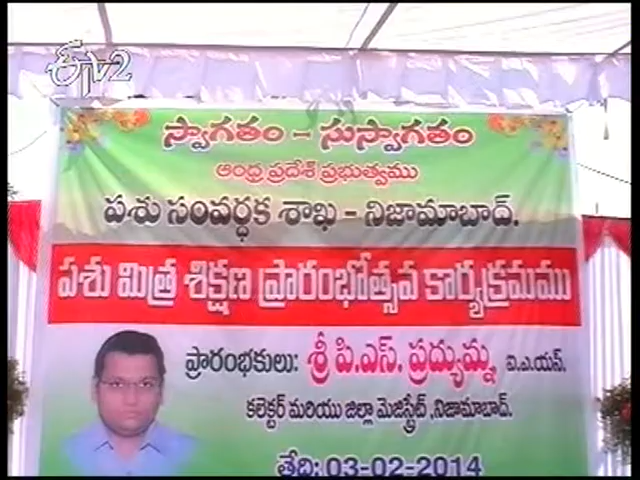 etv2
స్వాగతం - సుస్వాగతం
ఆంధ్ర ప్రదేశ్ ప్రభుత్వము
పశు సంవర్ధక శాఖ - నిజామాబాద్.
పశు మిత్ర శిక్షణ ప్రారంభోత్సవ కార్యక్రమము
ప్రారంభకులు: శ్రీ పి.ఎస్. ప్రద్యుమ్న, ఐ.ఎ.యస్.
కలెక్టర్ మరియు జిల్లా మెజిస్ట్రేట్, నిజామాబాద్.
తేది: 03-02-2014